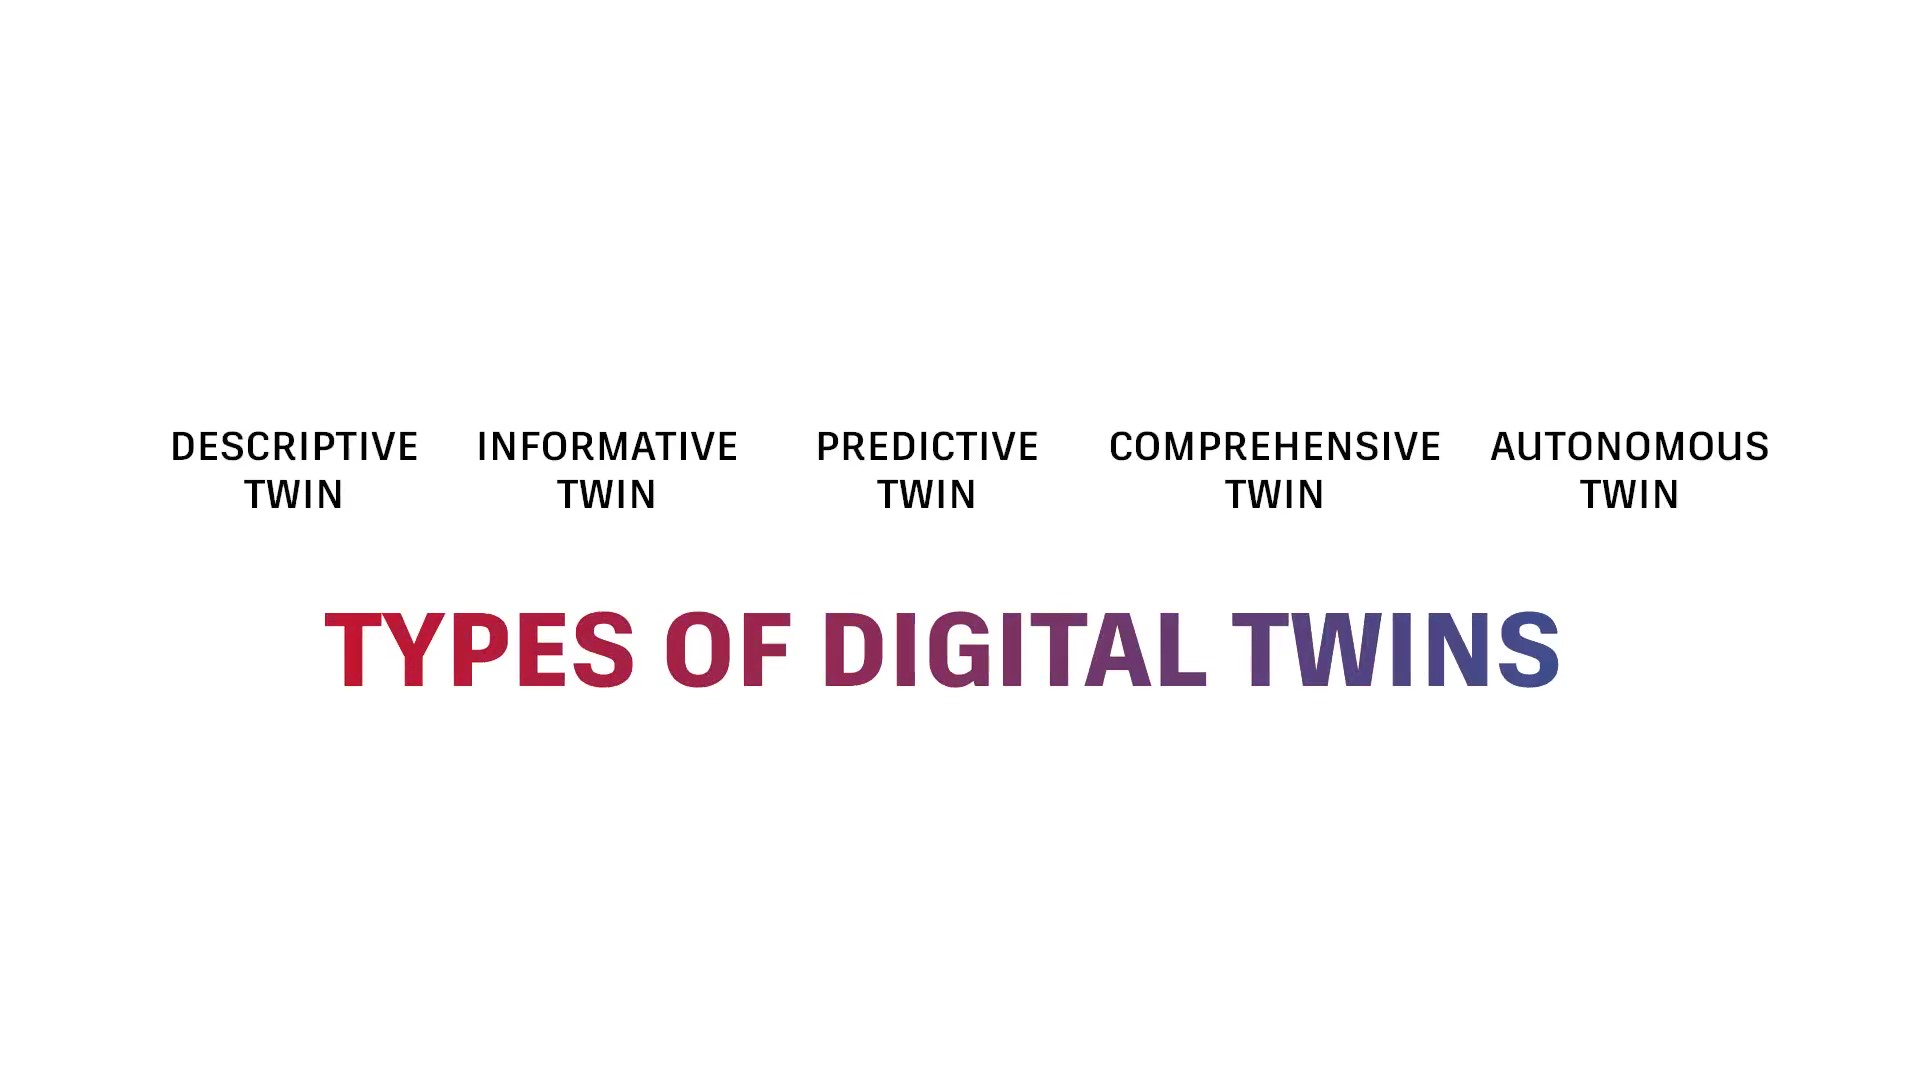 DESCRIPTIVE TWIN
INFORMATIVE TWIN
PREDICTIVE TWIN
COMPREHENSIVE TWIN
AUTONOMOUS TWIN
TYPES OF DIGITAL TWINS